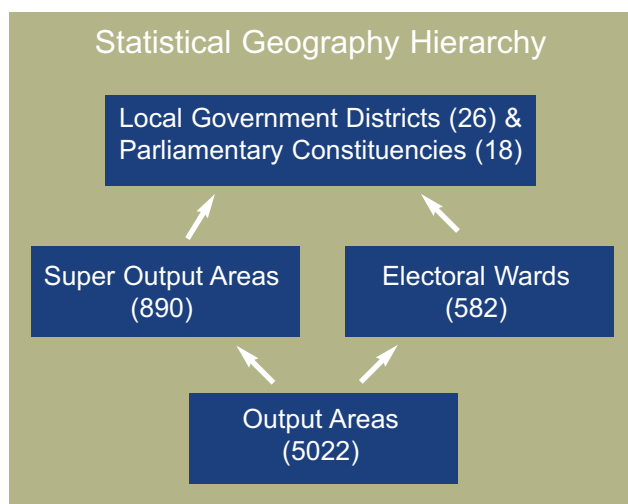 Statistical Geography Hierarchy
Local Government Districts (26) &
Parliamentary Constituencies (18)
Super Output Areas
(890)
Electoral Wards
(582)
Output Areas
(5022)